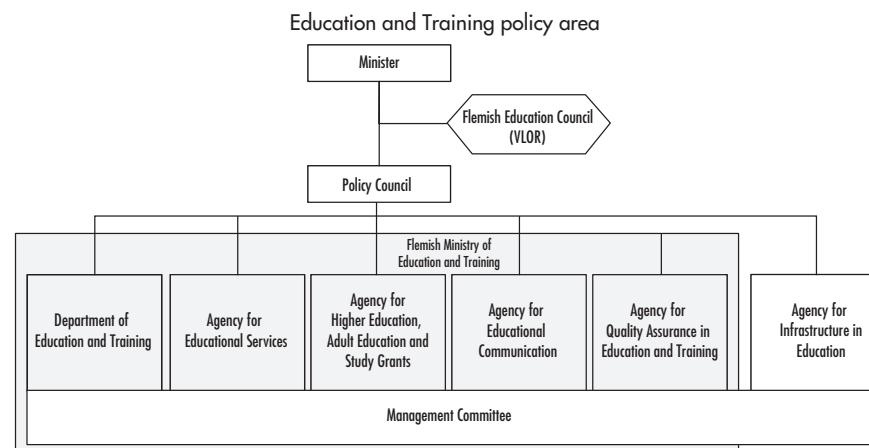 Education and Training policy area
Minister
Flemish Education Council
(VLOR)
Policy Council
Flemish Ministry of
Education and Training
Department of
Education and Training
Agency for
Educational Services
Agency for
Higher Education,
Adult Education and
Study Grants
Agency for
Educational
Communication
Agency for
Quality Assurance in
Education and Training
Agency for
Infrastructure in
Education
Management Committee